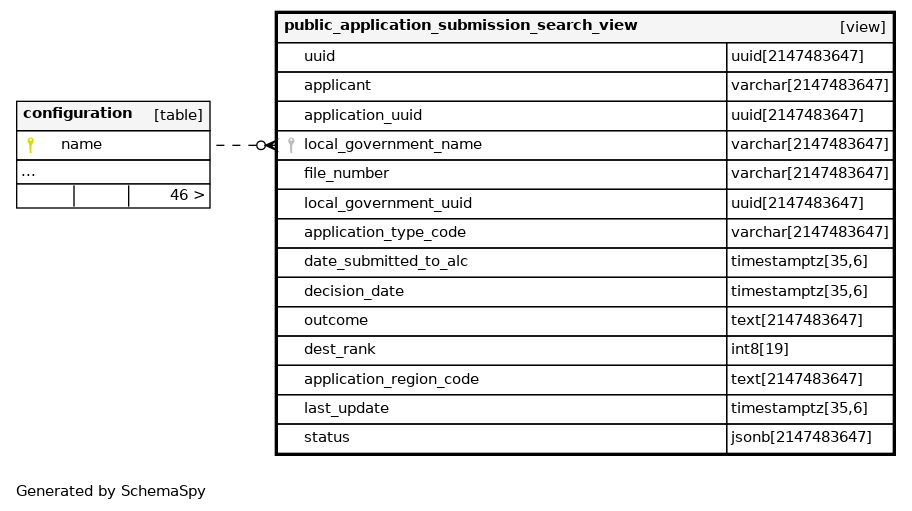 public_application_submission_search_view [view]
uuid uuid[2147483647]
applicant varchar[2147483647]
application_uuid uuid[2147483647]
local_government_name varchar[2147483647]
file_number varchar[2147483647]
local_government_uuid uuid[2147483647]
application_type_code varchar[2147483647]
date_submitted_to_alc timestamptz[35,6]
decision_date timestamptz[35,6]
outcome text[2147483647]
dest_rank int8[19]
application_region_code text[2147483647]
last_update timestamptz[35,6]
status jsonb[2147483647]
configuration [table]
name
...
46 >
Generated by SchemaSpy